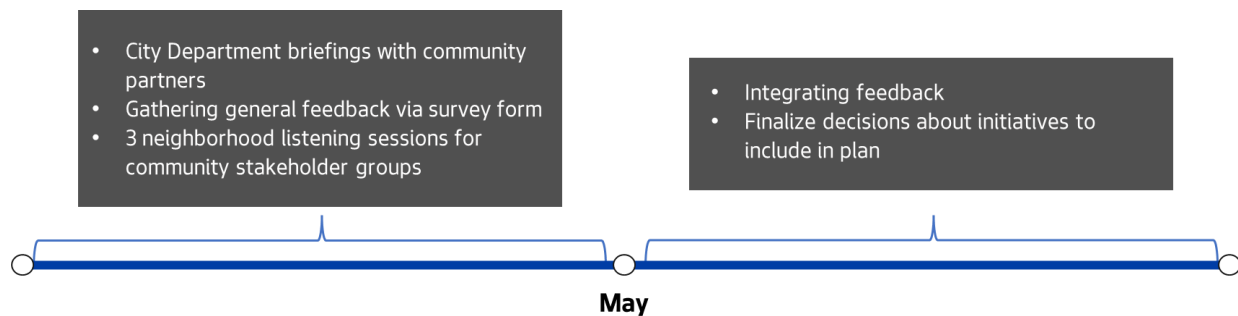 • City Department briefings with community
partners
• Gathering general feedback via survey form
• 3 neighborhood listening sessions for
community stakeholder groups
• Integrating feedback
• Finalize decisions about initiatives to
include in plan
May